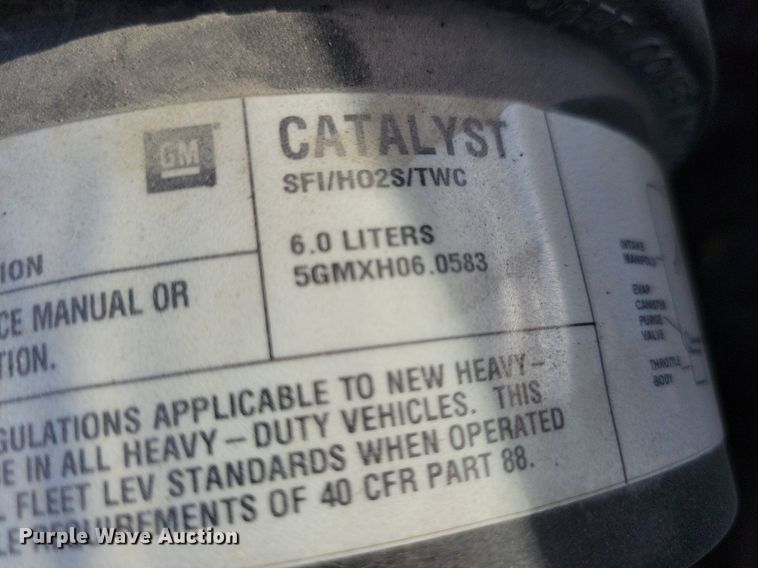 GM
CATALYST
SFI/HO2S/TWC
6.0 LITERS
5GMXH06.0583
ION
CE MANUAL OR
TION.
GULATIONS APPLICABLE TO NEW HEAVY-
E IN ALL HEAVY-DUTY VEHICLES. THIS
L FLEET LEV STANDARDS WHEN OPERATED
LE REQUIREMENTS OF 40 CFR PART 88.
INTAKE
MANIFOLD
EVAP
CANISTER
PURGE
VALVE
THROTTLE
BODY
Purple Wave Auction